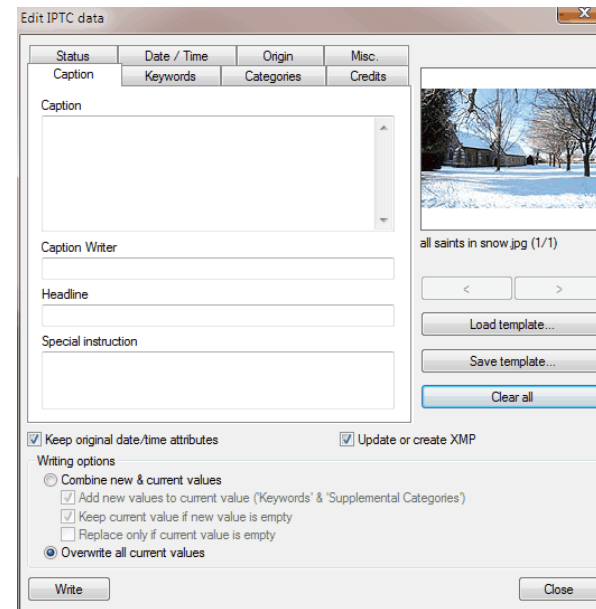 Edit IPTC data
x
Status Date / Time Origin Misc.
Caption Keywords Categories Credits
Caption
Caption Writer
Headline
Special instruction
all saints in snow.jpg (1/1)
< >
Load template...
Save template...
Clear all
Keep original date/time attributes Update or create XMP
Writing options
Combine new & current values
Add new values to current value ('Keywords' & 'Supplemental Categories')
Keep current value if new value is empty
Replace only if current value is empty
Overwrite all current values
Write Close